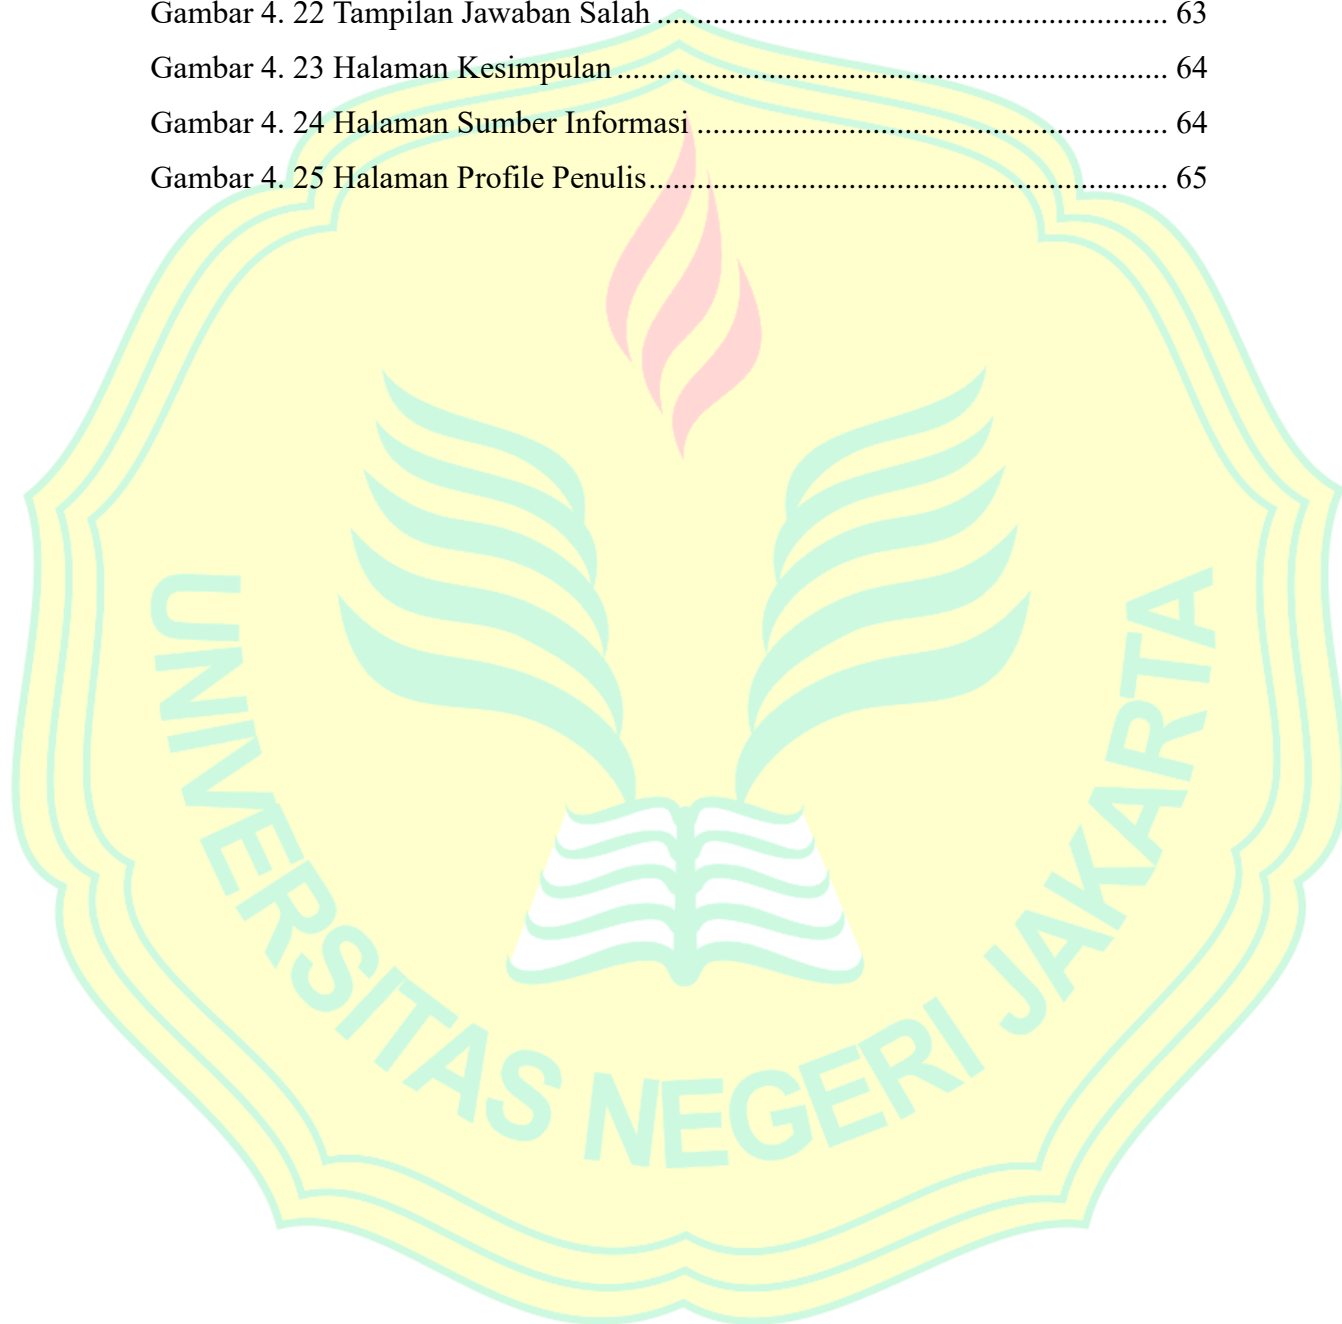 Gambar 4. 22 Tampilan Jawaban Salah ................................................................ 63
Gambar 4. 23 Halaman Kesimpulan ..................................................................... 64
Gambar 4. 24 Halaman Sumber Informasi ........................................................... 64
Gambar 4. 25 Halaman Profile Penulis................................................................. 65
UNIVERSITAS NEGERI JAKARTA